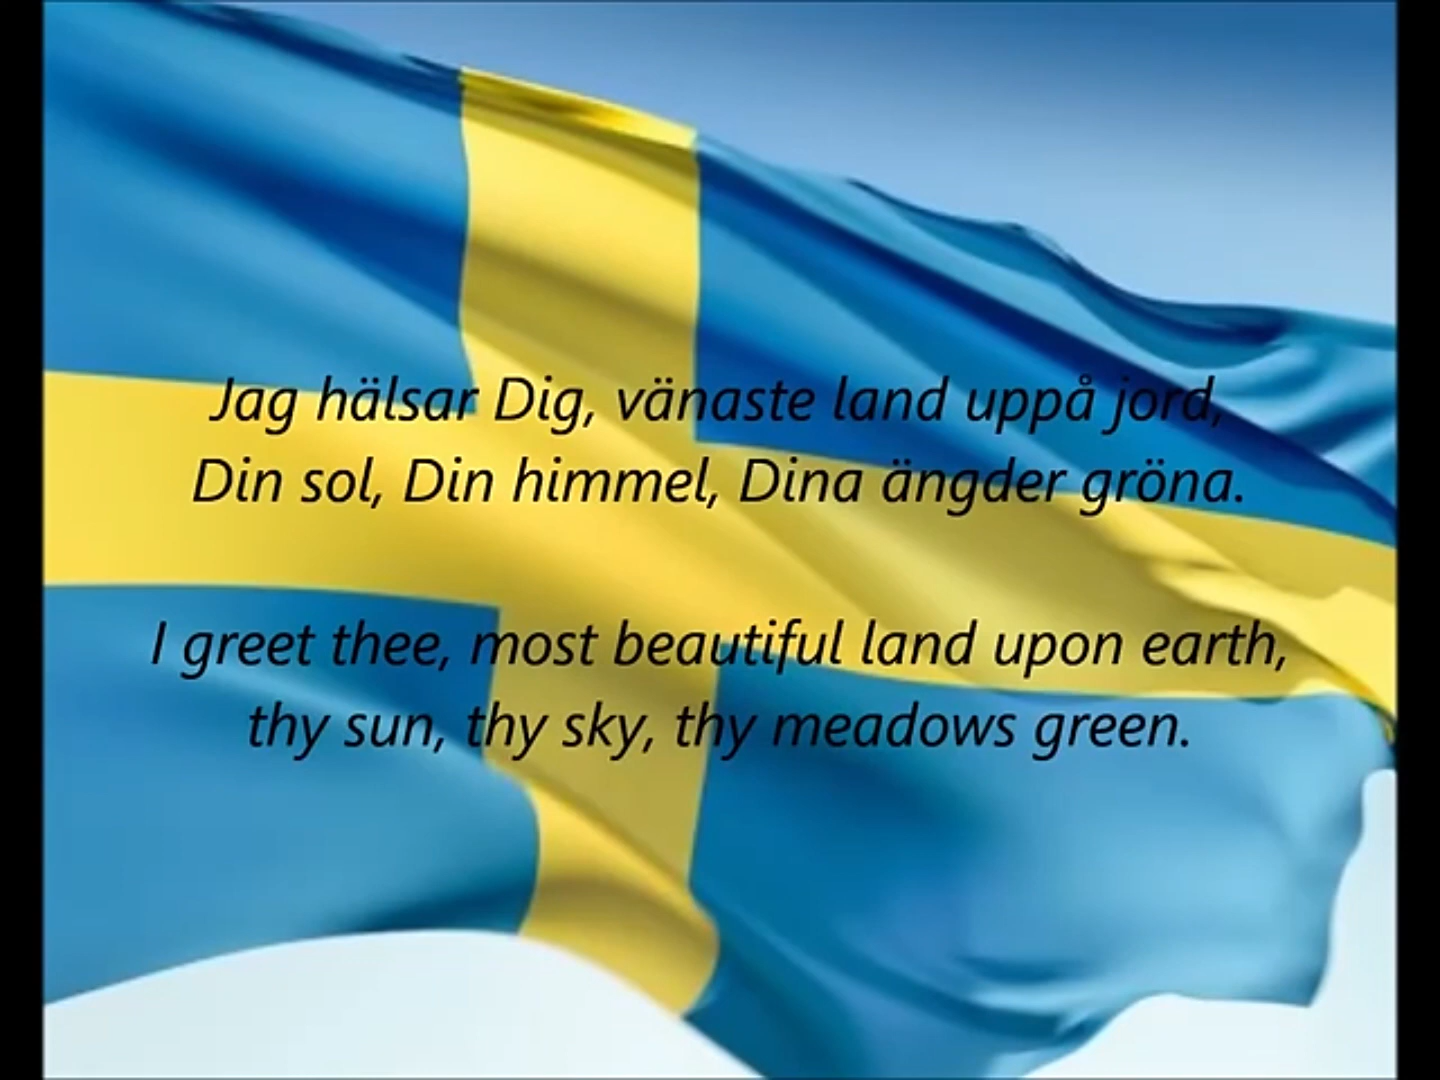 Jag hälsar Dig, vänaste land uppå jord,
Din sol, Din himmel, Dina ängder gröna.
I greet thee, most beautiful land upon earth,
thy sun, thy sky, thy meadows green.